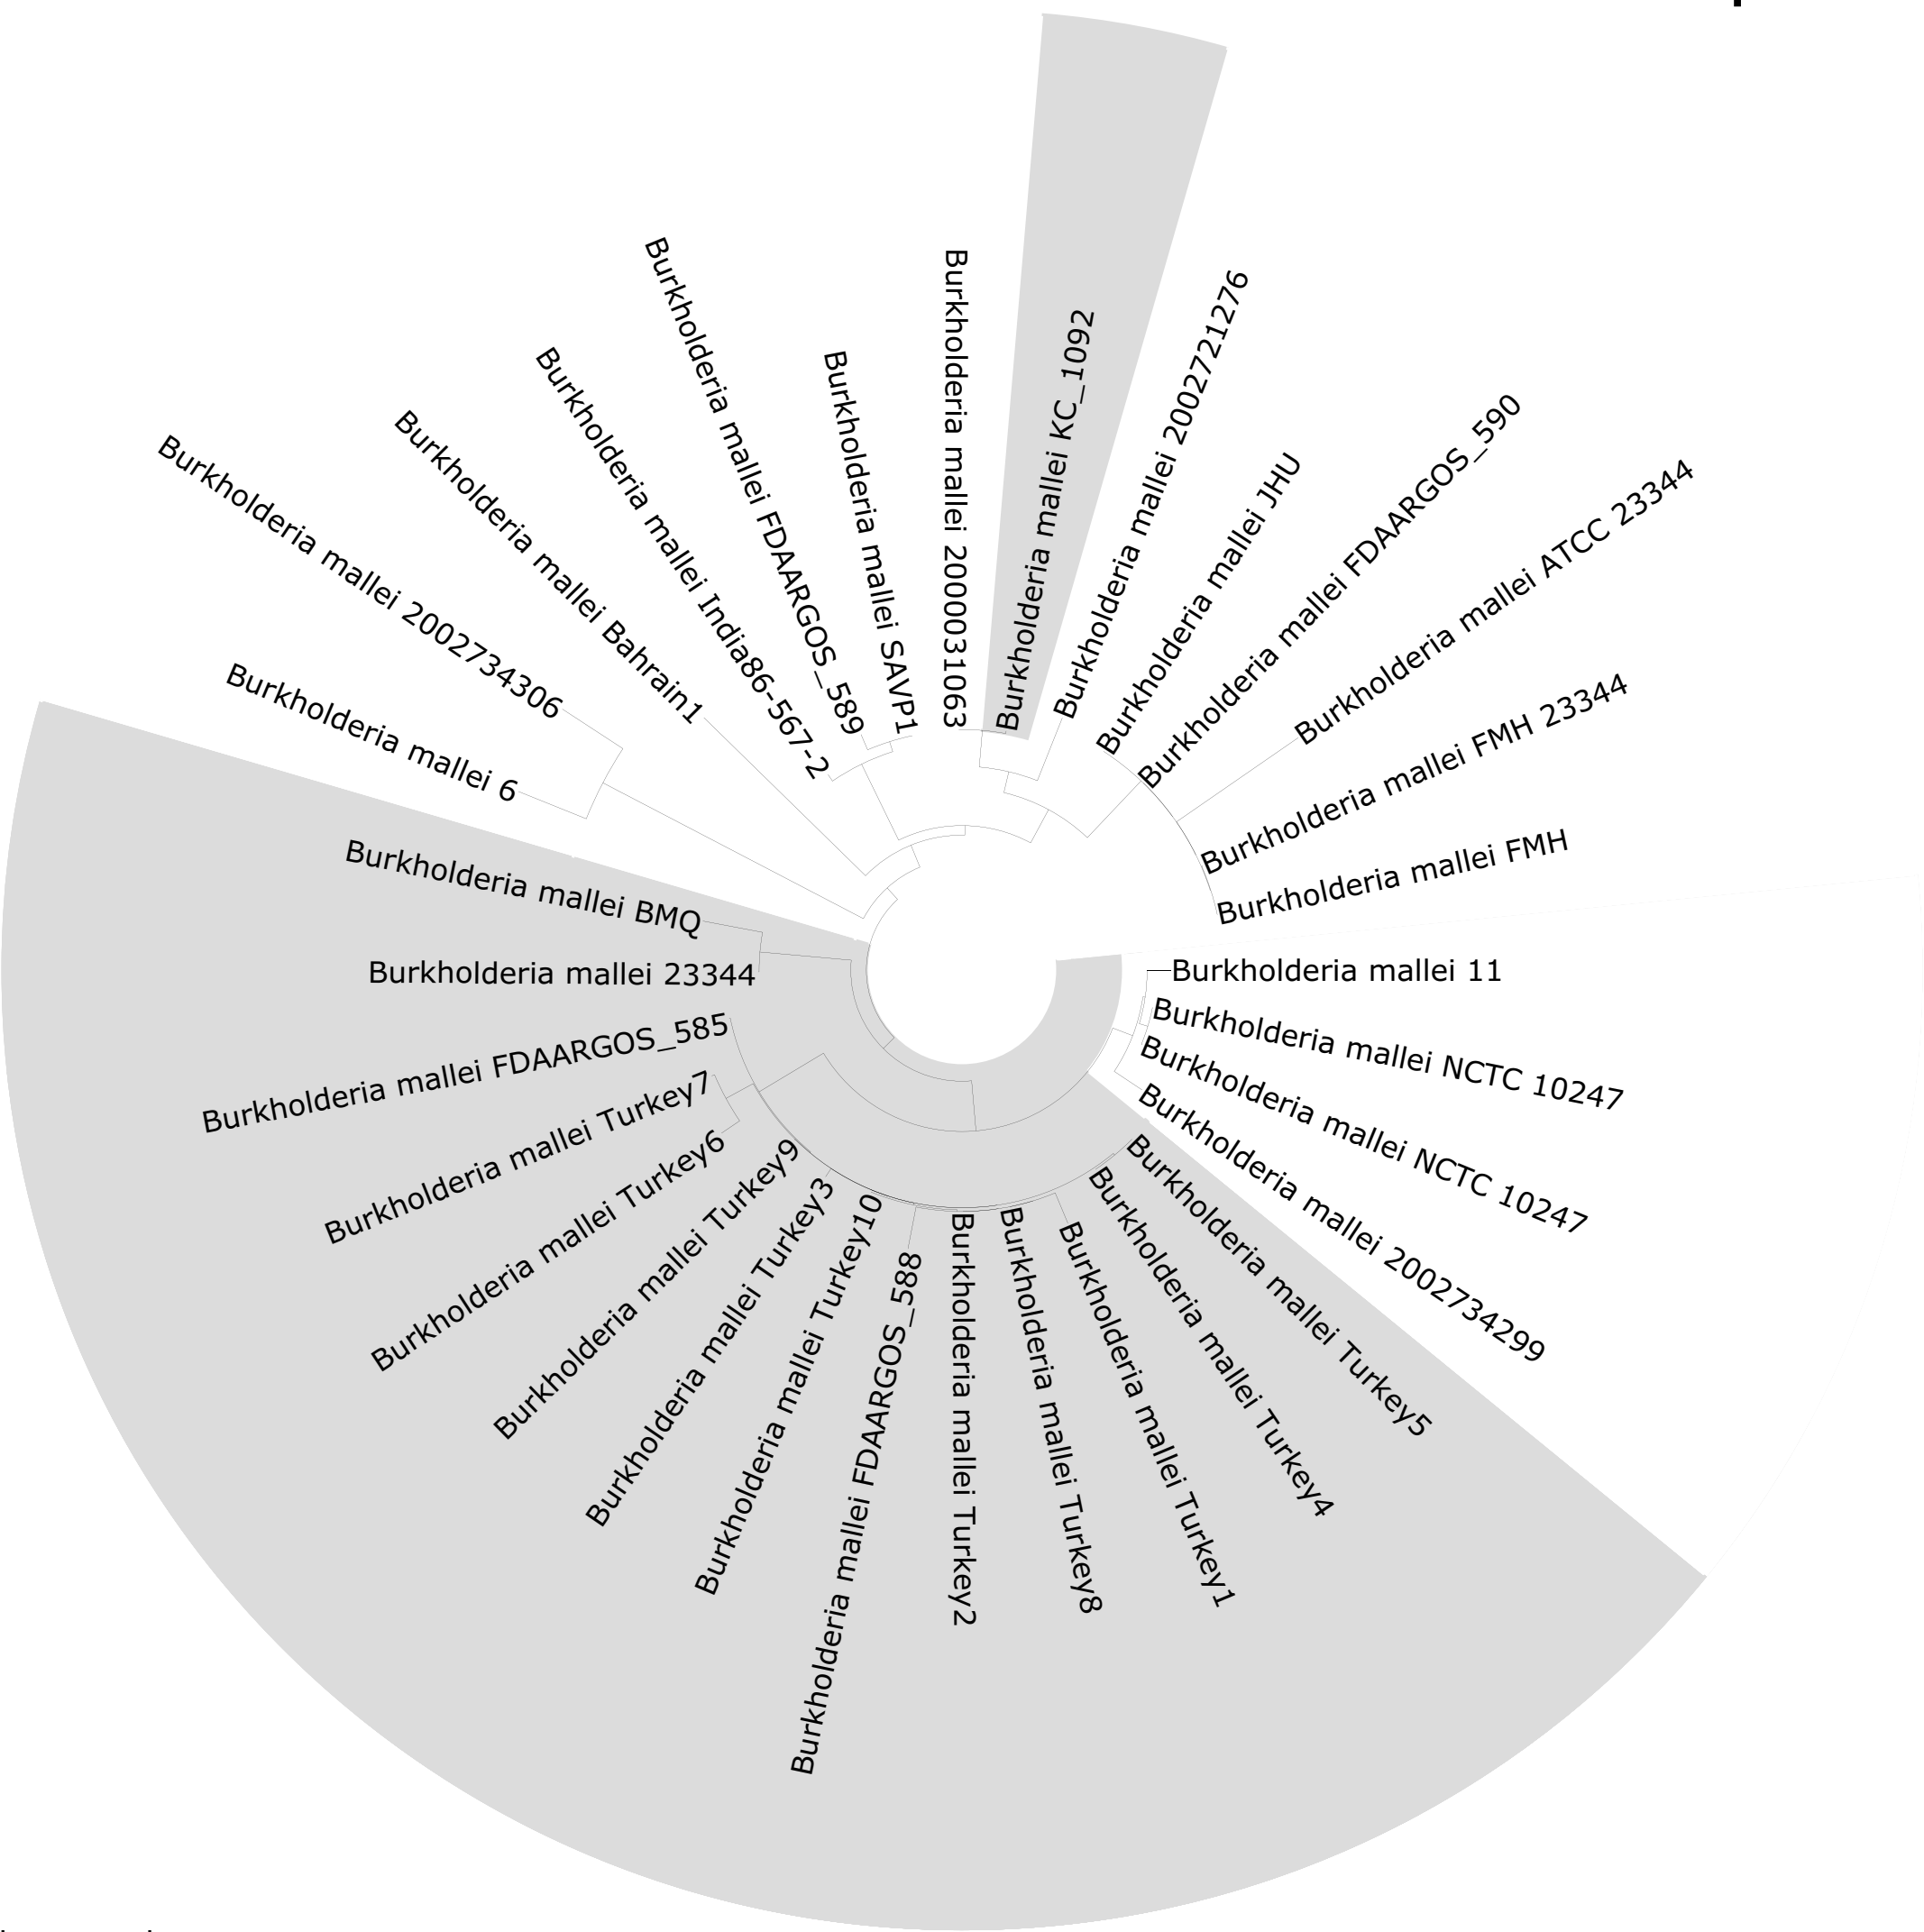 Burkholderia mallei KC_1092
Burkholderia mallei 2002721276
Burkholderia mallei JHU
Burkholderia mallei FDAARGOS_590
Burkholderia mallei ATCC 23344
Burkholderia mallei FMH 23344
Burkholderia mallei FMH
Burkholderia mallei 11
Burkholderia mallei NCTC 10247
Burkholderia mallei NCTC 10247
Burkholderia mallei 2002734299
Burkholderia mallei Turkey5
Burkholderia mallei Turkey4
Burkholderia mallei Turkey1
Burkholderia mallei Turkey8
Burkholderia mallei Turkey2
Burkholderia mallei FDAARGOS_588
Burkholderia mallei Turkey10
Burkholderia mallei Turkey3
Burkholderia mallei Turkey9
Burkholderia mallei Turkey6
Burkholderia mallei Turkey7
Burkholderia mallei FDAARGOS_585
Burkholderia mallei 23344
Burkholderia mallei BMQ
Burkholderia mallei 6
Burkholderia mallei 2002734306
Burkholderia mallei Bahrain1
Burkholderia mallei India86-567-2
Burkholderia mallei FDAARGOS_589
Burkholderia mallei SAVP1
Burkholderia mallei 2000031063